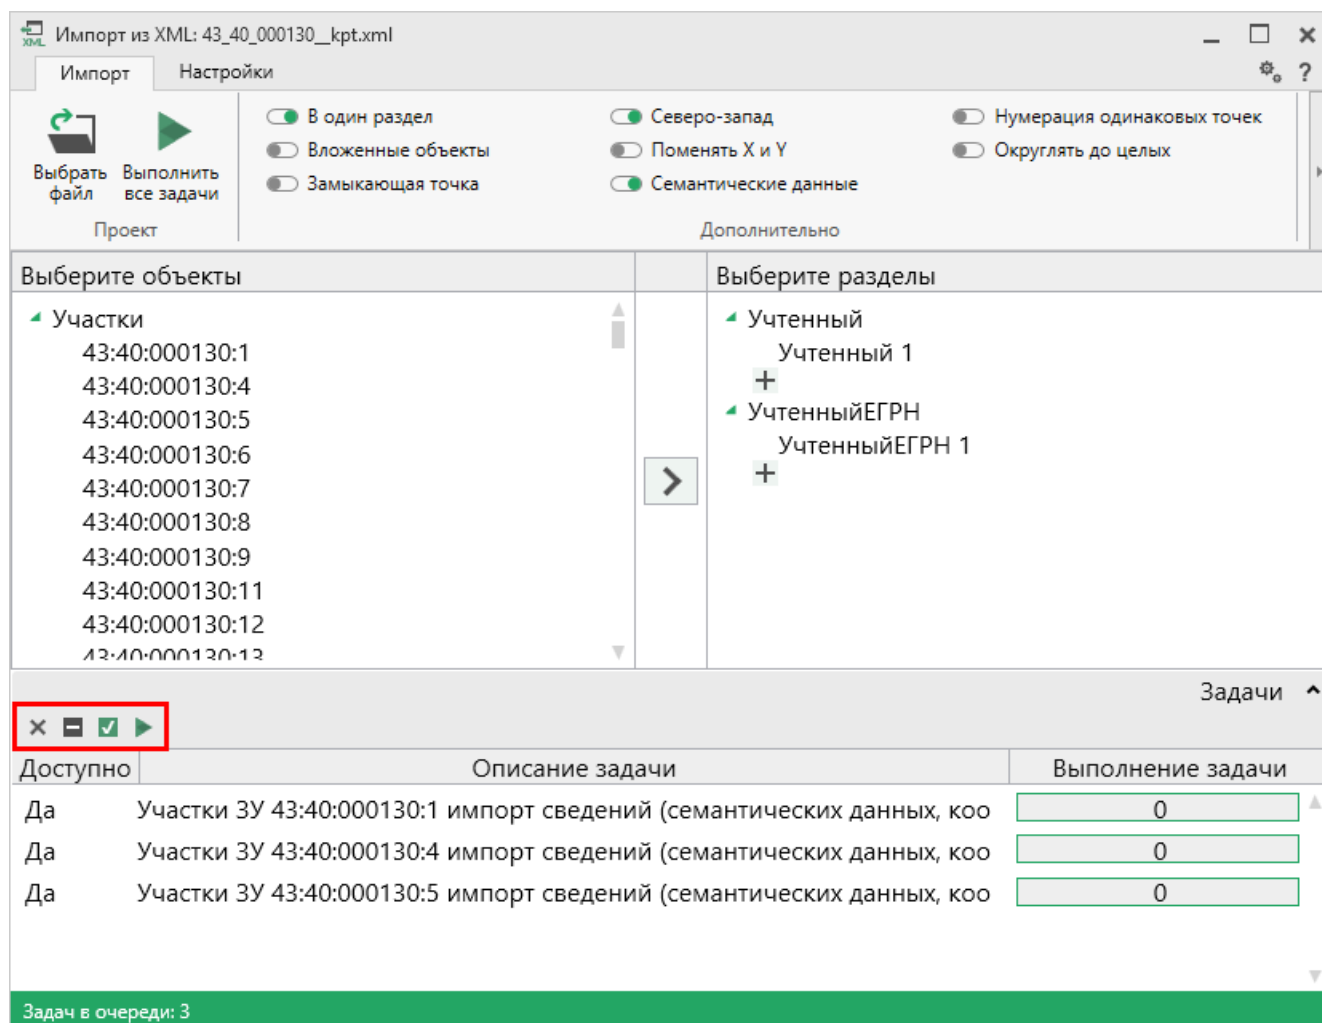 XML Импорт из XML: 43_40_000130__kpt.xml
Импорт Настройки ?
Выбрать файл
Выполнить все задачи
Проект
В один раздел
Вложенные объекты
Замыкающая точка
Северо-запад
Поменять X и Y
Семантические данные
Нумерация одинаковых точек
Округлять до целых
Дополнительно
Выберите объекты
Участки
43:40:000130:1
43:40:000130:4
43:40:000130:5
43:40:000130:6
43:40:000130:7
43:40:000130:8
43:40:000130:9
43:40:000130:11
43:40:000130:12
43:40:000130:13
Выберите разделы
Учтенный
Учтенный 1
УчтенныйЕГРН
УчтенныйЕГРН 1
Задачи
Доступно Описание задачи Выполнение задачи
Да Участки ЗУ 43:40:000130:1 импорт сведений (семантических данных, коо 0
Да Участки ЗУ 43:40:000130:4 импорт сведений (семантических данных, коо 0
Да Участки ЗУ 43:40:000130:5 импорт сведений (семантических данных, коо 0
Задач в очереди: 3